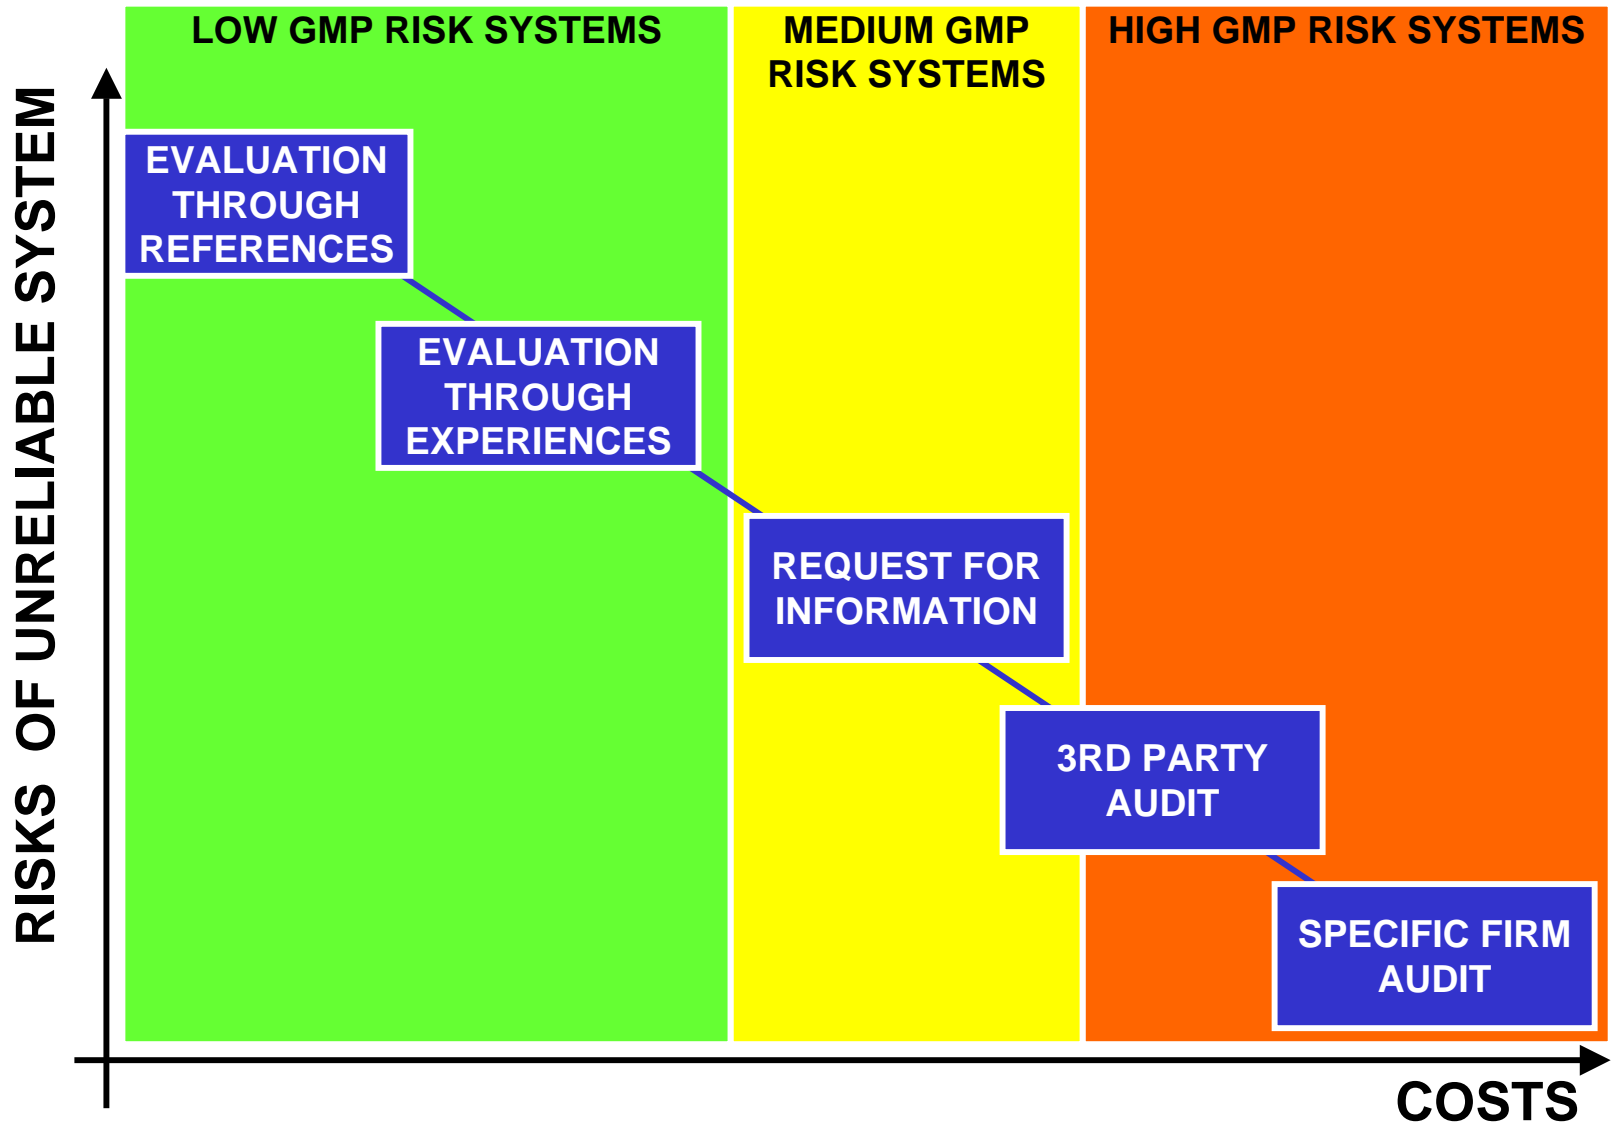 LOW GMP RISK SYSTEMS
MEDIUM GMP
RISK SYSTEMS
HIGH GMP RISK SYSTEMS
RISKS OF UNRELIABLE SYSTEM
EVALUATION
THROUGH
REFERENCES
EVALUATION
THROUGH
EXPERIENCES
REQUEST FOR
INFORMATION
3RD PARTY
AUDIT
SPECIFIC FIRM
AUDIT
COSTS